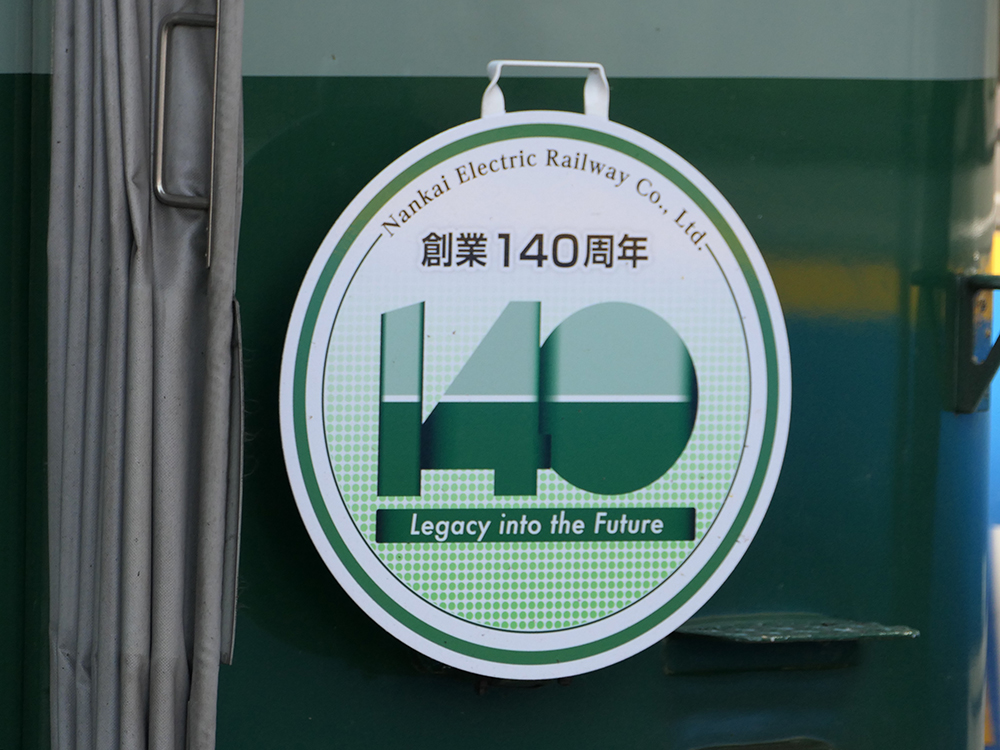 Nankai Electric Railway Co., Ltd.
創業140周年
140
Legacy into the Future